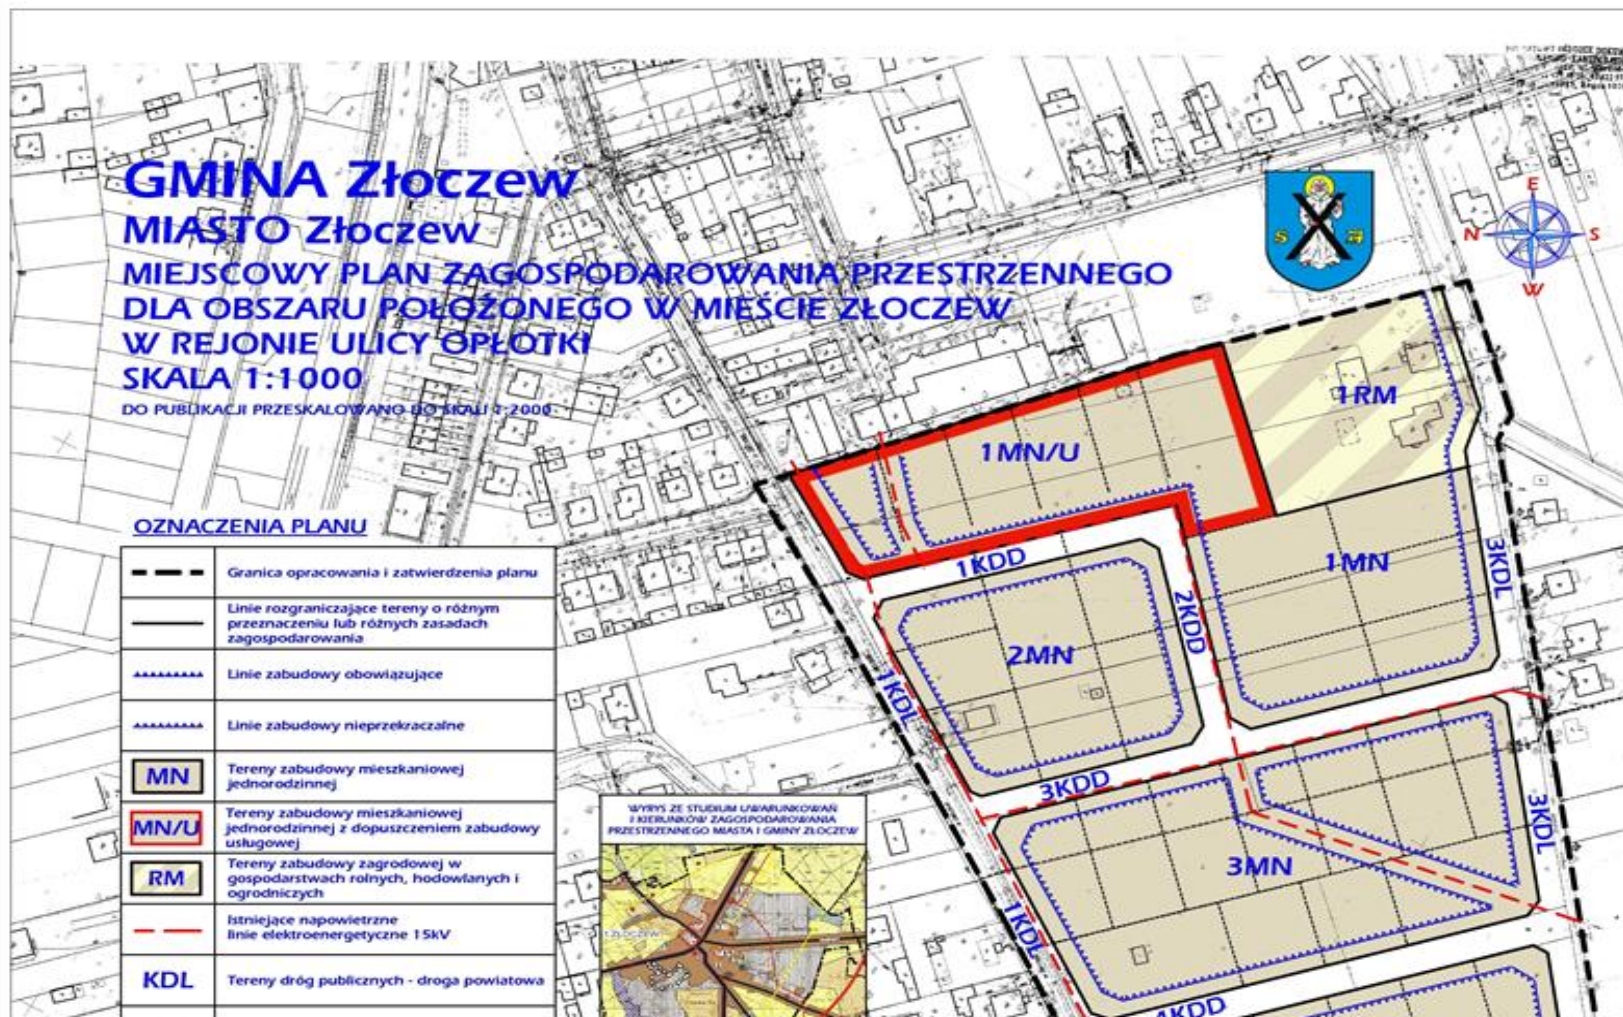 GMINA Złoczew
MIASTO Złoczew
MIEJSCOWY PLAN ZAGOSPODAROWANIA PRZESTRZENNEGO
DLA OBSZARU POŁOŻONEGO W MIEŚCIE ZŁOCZEW
W REJONIE ULICY OPŁOTKI
SKALA 1:1000
DO PUBLIKACJI PRZESKALOWANO DO SKALI 1:2000
E
N
S
W
S
1RM
1MN/U
1KDD
1MN
3KDL
2KDD
2MN
1KDL
3KDD
3KDL
3MN
1KDL
4KDD
OZNACZENIA PLANU
Granica opracowania i zatwierdzenia planu
Linie rozgraniczające tereny o różnym
przeznaczeniu lub różnych zasadach
zagospodarowania
Linie zabudowy obowiązujące
Linie zabudowy nieprzekraczalne
MN
Tereny zabudowy mieszkaniowej
jednorodzinnej
MN/U
Tereny zabudowy mieszkaniowej
jednorodzinnej z dopuszczeniem zabudowy
usługowej
RM
Tereny zabudowy zagrodowej w
gospodarstwach rolnych, hodowlanych i
ogrodniczych
Istniejące napowietrzne
linie elektroenergetyczne 15kV
KDL
Tereny dróg publicznych - droga powiatowa
WYRYS ZE STUDIUM UWARUNKOWAŃ
I KIERUNKÓW ZAGOSPODAROWANIA
PRZESTRZENNEGO MIASTA I GMINY ZŁOCZEW